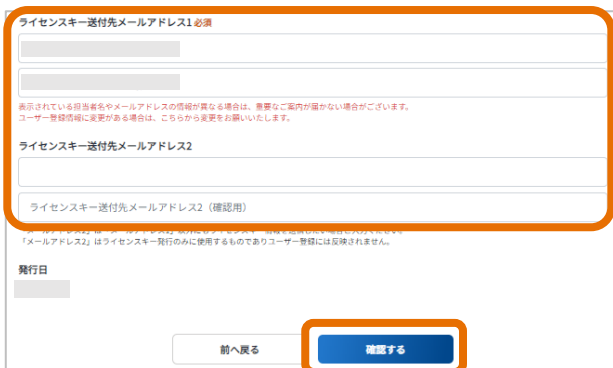 ライセンスキー送付先メールアドレス1 必須
表示されている担当者名やメールアドレスの情報が異なる場合は、重要なご案内が届かない場合がございます。
ユーザー登録情報に変更がある場合は、こちらから変更をお願いいたします。
ライセンスキー送付先メールアドレス2
ライセンスキー送付先メールアドレス2（確認用）
「メールアドレス2」はライセンスキー発行のみに使用するものでありユーザー登録には反映されません。
発行日
前へ戻る
確認する